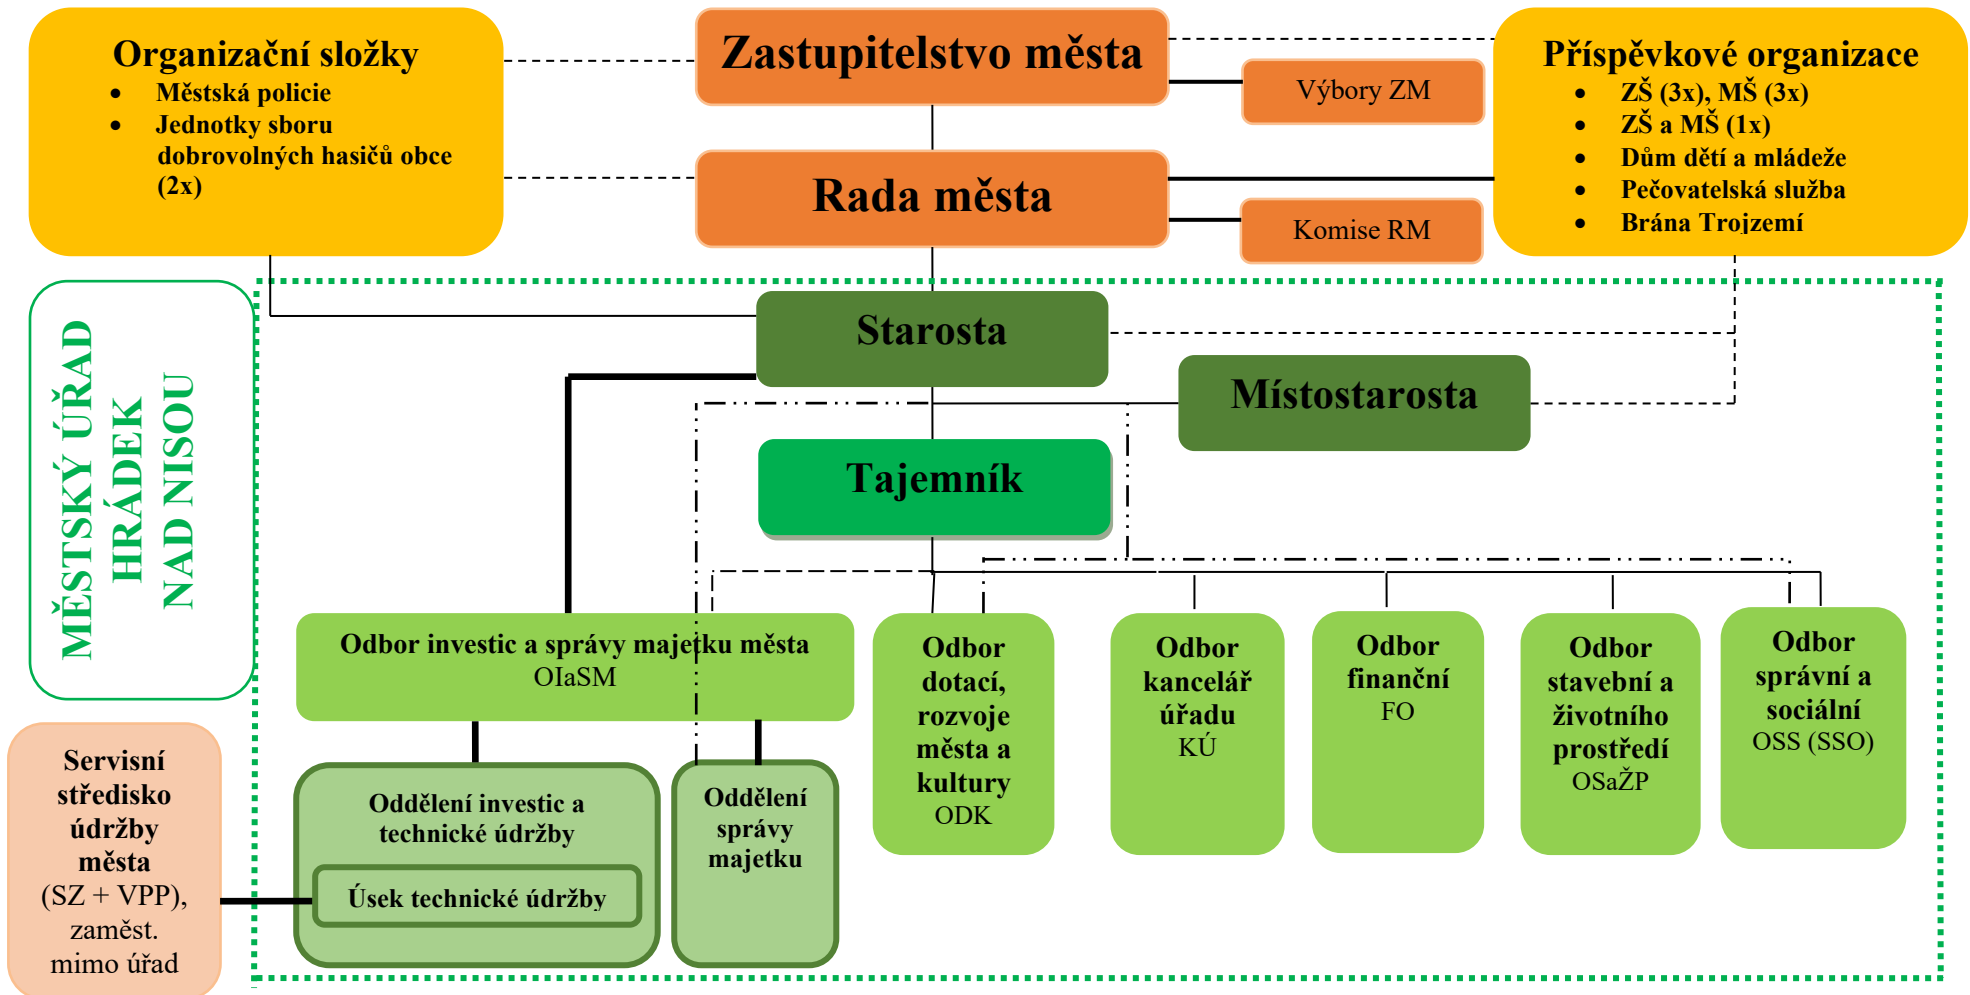 Organizační složky
• Městská policie
• Jednotky sboru
dobrovolných hasičů obce
(2x)
Zastupitelstvo města
Výbory ZM
Rada města
Komise RM
Příspěvkové organizace
• ZŠ (3x), MŠ (3x)
• ZŠ a MŠ (1x)
• Dům dětí a mládeže
• Pečovatelská služba
• Brána Trojzemí
MĚSTSKÝ ÚŘAD
HRÁDEK
NAD NISOU
Starosta
Místostarosta
Tajemník
Odbor investic a správy majetku města
OIaSM
Odbor
dotací,
rozvoje
města a
kultury
ODK
Odbor
kancelář
úřadu
KÚ
Odbor
finanční
FO
Odbor
stavební a
životního
prostředí
OSaŽP
Odbor
správní a
sociální
OSS (SSO)
Servisní
středisko
údržby
města
(SZ + VPP),
zaměst.
mimo úřad
Oddělení investic a
technické údržby
Úsek technické údržby
Oddělení
správy
majetku